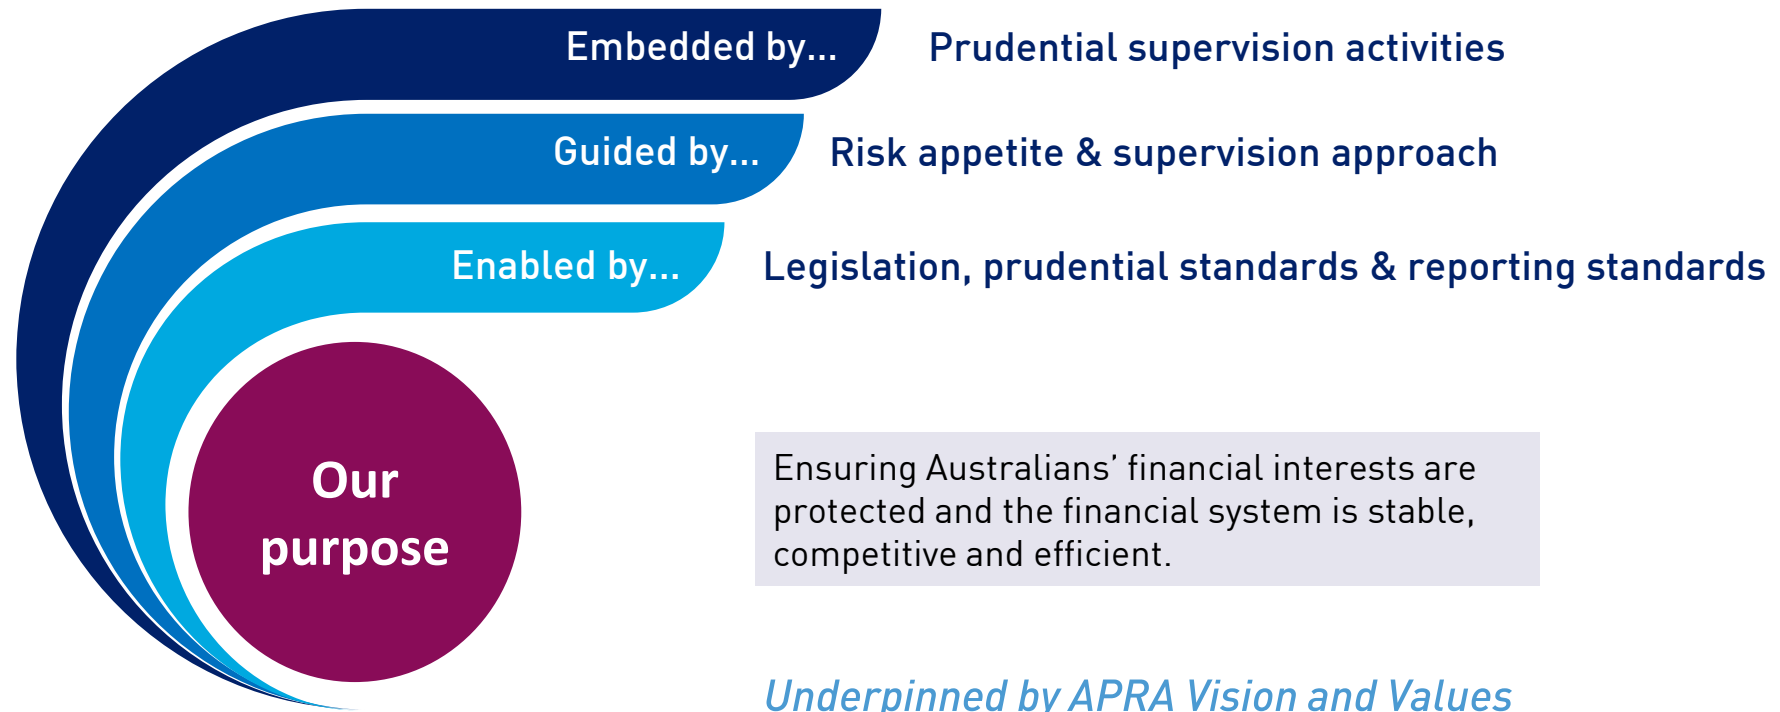 Embedded by... Prudential supervision activities
Guided by... Risk appetite & supervision approach
Enabled by... Legislation, prudential standards & reporting standards
Our
purpose
Ensuring Australians’ financial interests are
protected and the financial system is stable,
competitive and efficient.
Underpinned by APRA Vision and Values